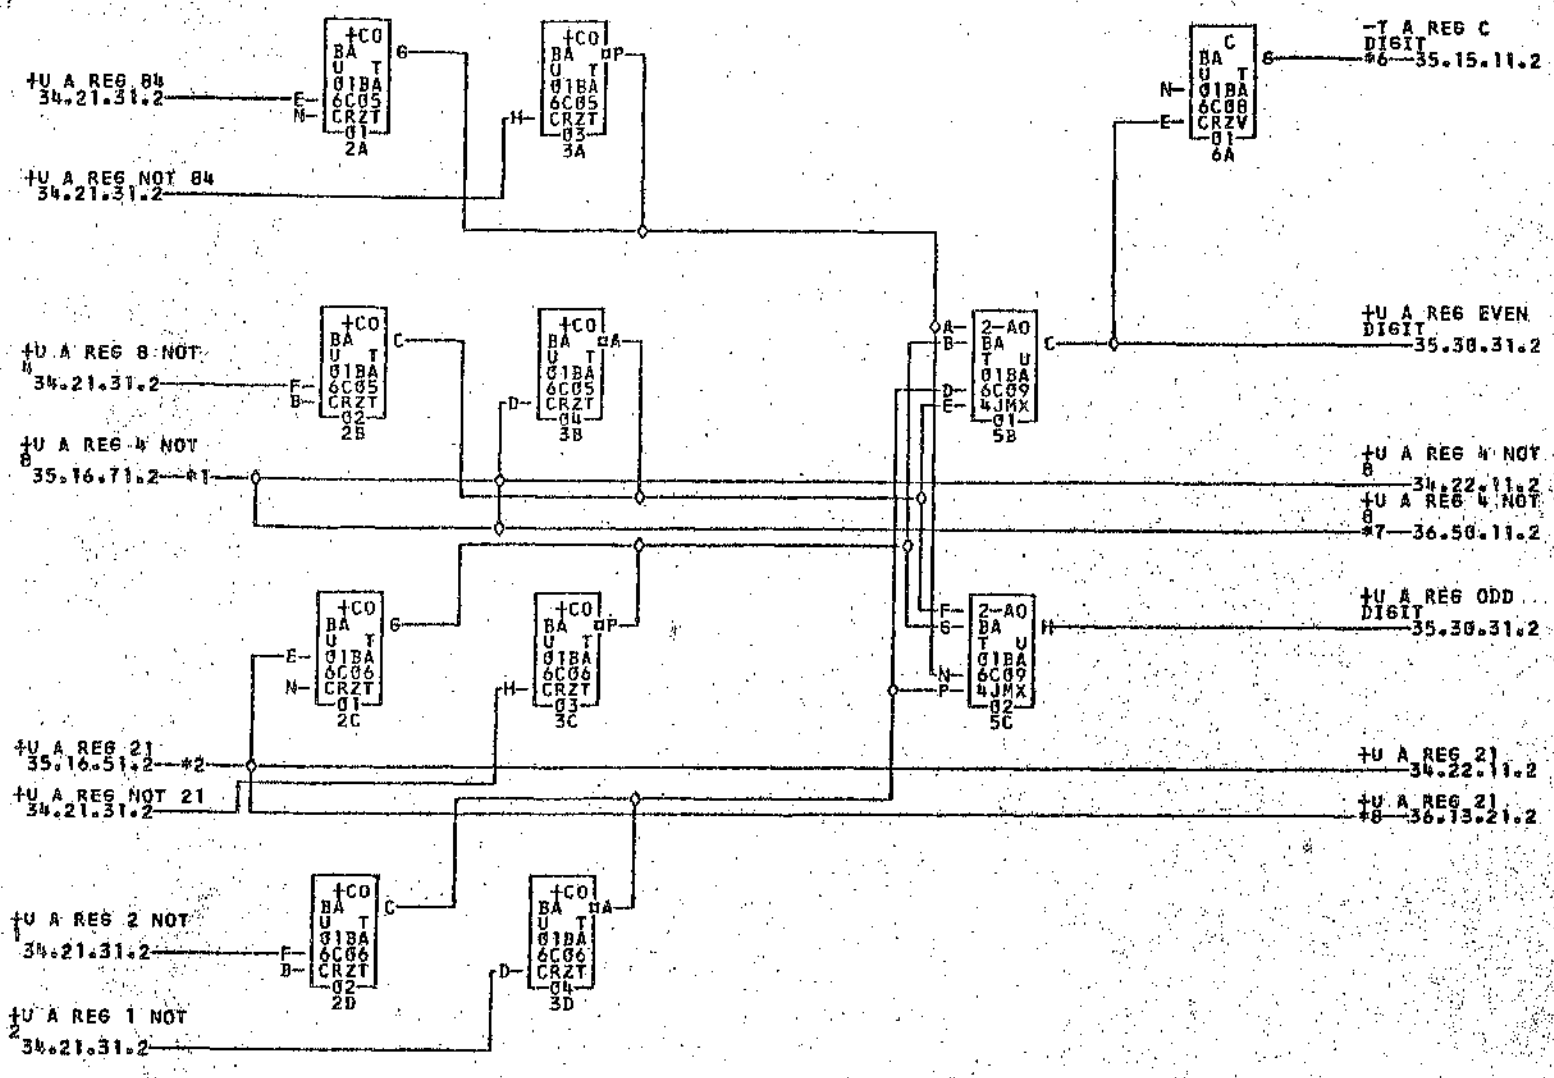 +U A REG 84
34.21.31.2
+U A REG NOT 84
34.21.31.2
+CO
BA G
U T
01BA
E 6C05
N CRZT
01
2A
+CO
BA P
U T
01BA
6C05
H CRZT
03
3A
C
BA G
U T
N 01BA
6C08
E CRZV
01
6A
-T A REG C
DIGIT
*6 35.15.11.2
+U A REG 8 NOT
4
34.21.31.2
+U A REG 4 NOT
8
35.16.71.2 *1
+CO
BA C
U T
01BA
F 6C05
B CRZT
02
2B
+CO
BA A
U T
01BA
6C05
D CRZT
04
3B
A 2-AO
B BA C
T U
01BA
D 6C09
E 4JMX
01
5B
+U A REG EVEN
DIGIT
35.30.31.2
+U A REG 4 NOT
8
34.22.11.2
+U A REG 4 NOT
8
*7 36.50.11.2
+CO
BA G
U T
E 01BA
6C06
N CRZT
01
2C
+CO
BA P
U T
01BA
6C06
H CRZT
03
3C
F 2-AO
G BA H
T U
01BA
N 6C09
P 4JMX
02
5C
+U A REG ODD
DIGIT
35.30.31.2
+U A REG 21
35.16.51.2 *2
+U A REG NOT 21
34.21.31.2
+U A REG 21
34.22.11.2
+U A REG 21
*8 36.13.21.2
+U A REG 2 NOT
1
34.21.31.2
+U A REG 1 NOT
2
34.21.31.2
+CO
BA C
U T
01BA
F 6C06
B CRZT
02
2D
+CO
BA A
U T
01BA
6C06
D CRZT
04
3D